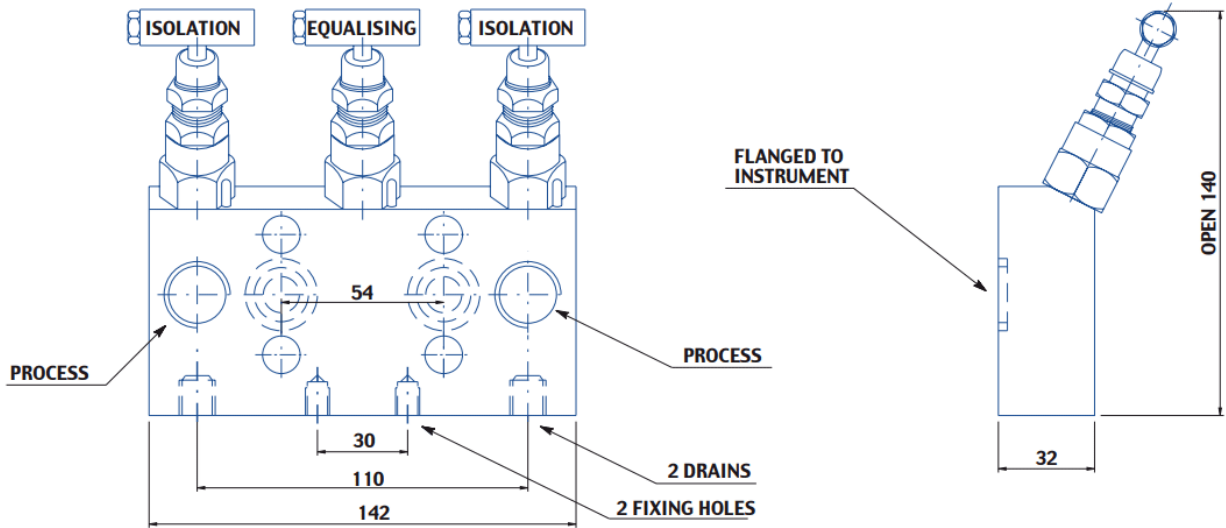 ISOLATION
EQUALISING
ISOLATION
FLANGED TO
INSTRUMENT
OPEN 140
54
PROCESS
PROCESS
30
32
2 DRAINS
110
2 FIXING HOLES
142